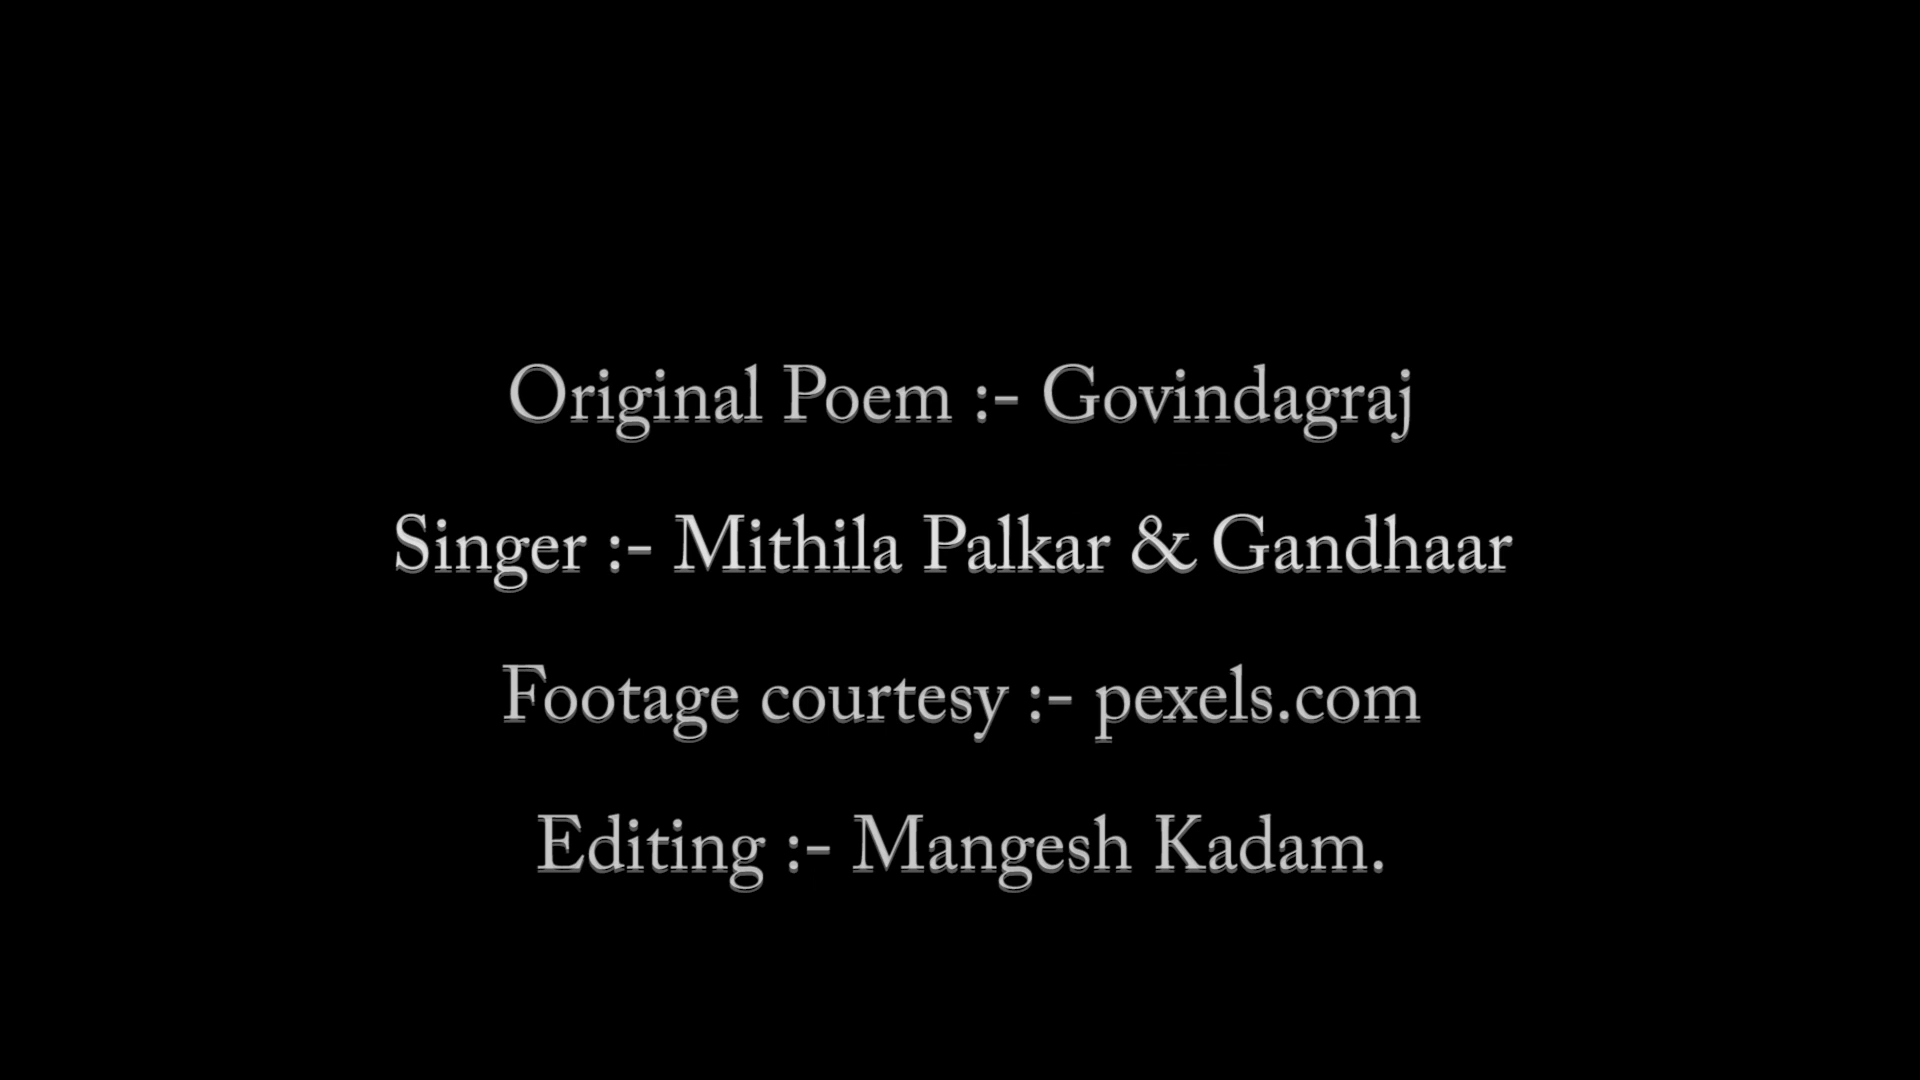 Original Poem :- Govindagraj
Singer :- Mithila Palkar & Gandhaar
Footage courtesy :- pexels.com
Editing :- Mangesh Kadam.